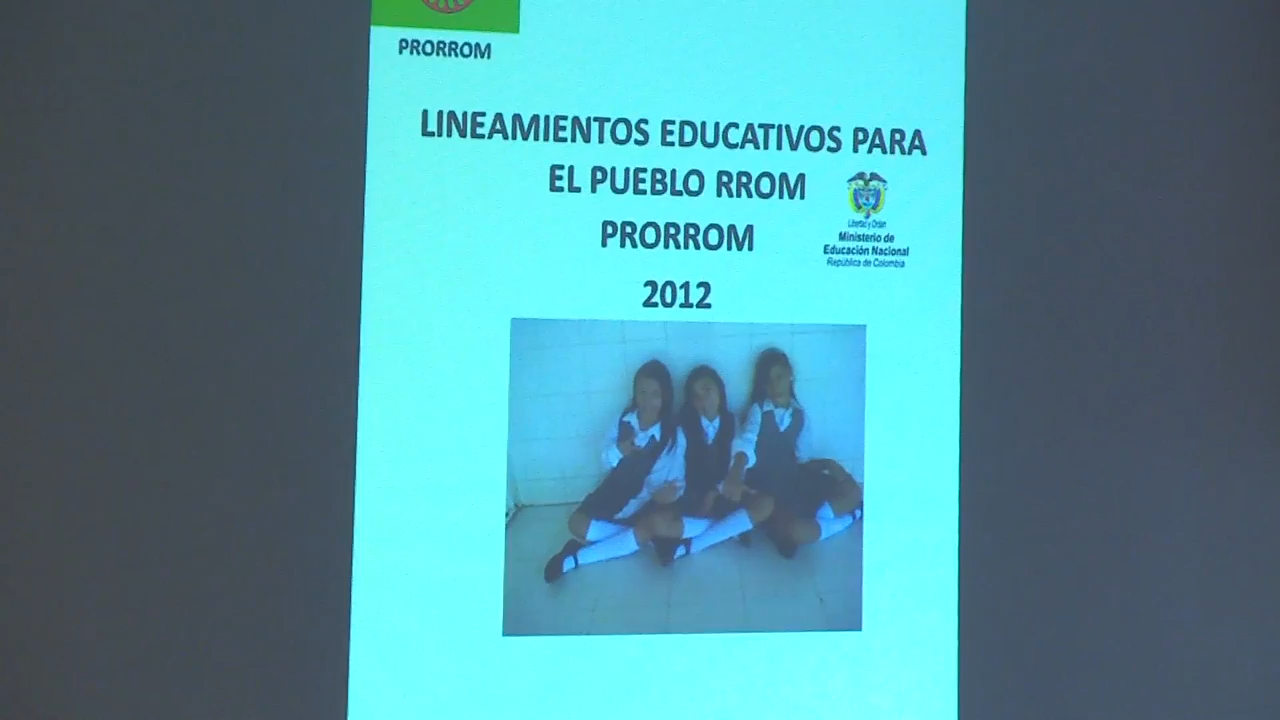 PRORROM
LINEAMIENTOS EDUCATIVOS PARA
EL PUEBLO RROM
PRORROM
2012
Libertad y Orden
Ministerio de
Educación Nacional
República de Colombia